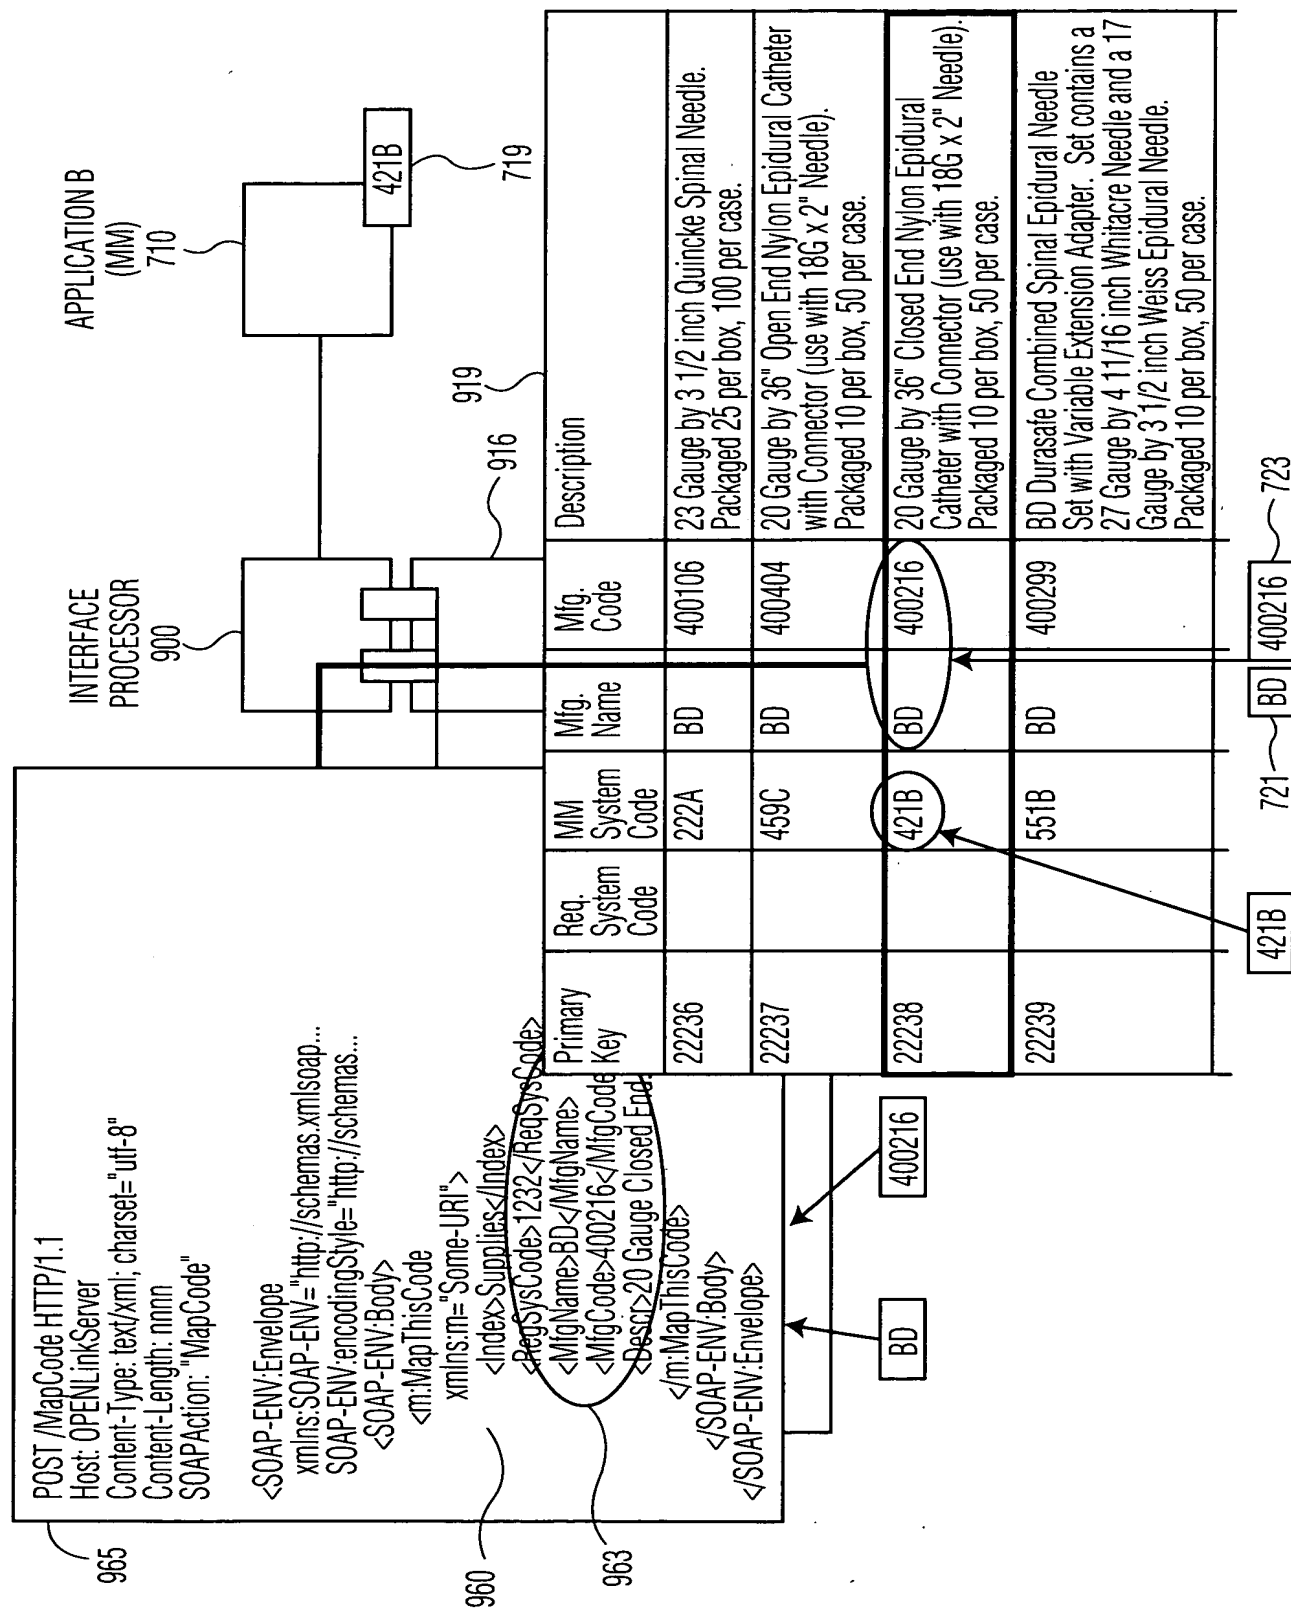 POST /MapCode HTTP/1.1
Host: OPENLinkServer
Content-Type: text/xml; charset="utf-8"
Content-Length: nnnn
SOAPAction: "MapCode"
<SOAP-ENV:Envelope
xmlns:SOAP-ENV="http://schemas.xmlsoap...
SOAP-ENV:encodingStyle="http://schemas...
<SOAP-ENV:Body>
<m:MapThisCode
xmlns:m="Some-URI">
<Index>Supplies</Index>
<ReqSysCode>1232</ReqSysCode>
<MfgName>BD</MfgName>
<MfgCode>400216</MfgCode
<Descr>20 Gauge Closed End.
</m:MapThisCode>
</SOAP-ENV:Body>
</SOAP-ENV:Envelope>
965
960
963
BD
400216
INTERFACE
PROCESSOR
900
916
APPLICATION B
(MM)
710
421B
719
919
Primary
Key
Req.
System
Code
MM
System
Code
Mfg.
Name
Mfg.
Code
Description
22236
222A
BD
400106
23 Gauge by 3 1/2 inch Quincke Spinal Needle.
Packaged 25 per box, 100 per case.
22237
459C
BD
400404
20 Gauge by 36" Open End Nylon Epidural Catheter
with Connector (use with 18G x 2" Needle).
Packaged 10 per box, 50 per case.
22238
421B
BD
400216
20 Gauge by 36" Closed End Nylon Epidural
Catheter with Connector (use with 18G x 2" Needle).
Packaged 10 per box, 50 per case.
22239
551B
BD
400299
BD Durasafe Combined Spinal Epidural Needle
Set with Variable Extension Adapter. Set contains a
27 Gauge by 4 11/16 inch Whitacre Needle and a 17
Gauge by 3 1/2 inch Weiss Epidural Needle.
Packaged 10 per box, 50 per case.
421B
721
BD
400216
723